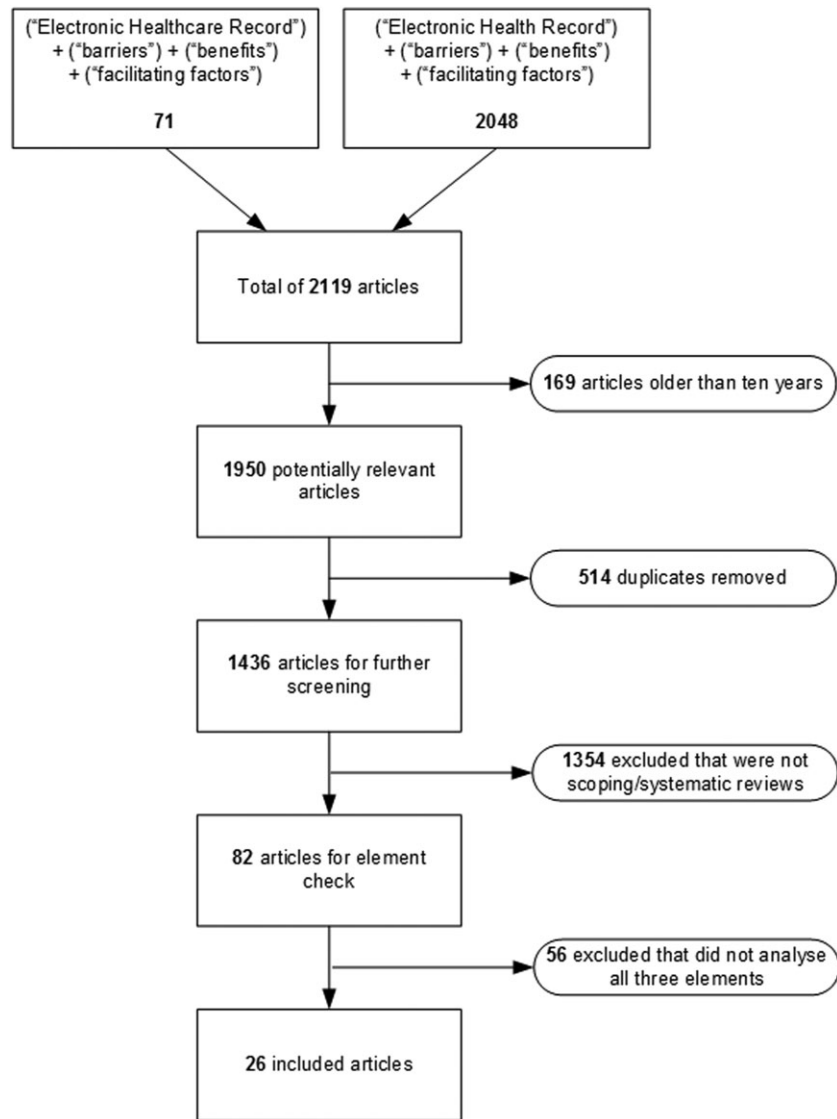 (“Electronic Healthcare Record”)
+ (“barriers”) + (“benefits”)
+ (“facilitating factors”)
71
(“Electronic Health Record”)
+ (“barriers”) + (“benefits”)
+ (“facilitating factors”)
2048
Total of 2119 articles
169 articles older than ten years
1950 potentially relevant
articles
514 duplicates removed
1436 articles for further
screening
1354 excluded that were not
scoping/systematic reviews
82 articles for element
check
56 excluded that did not analyse
all three elements
26 included articles